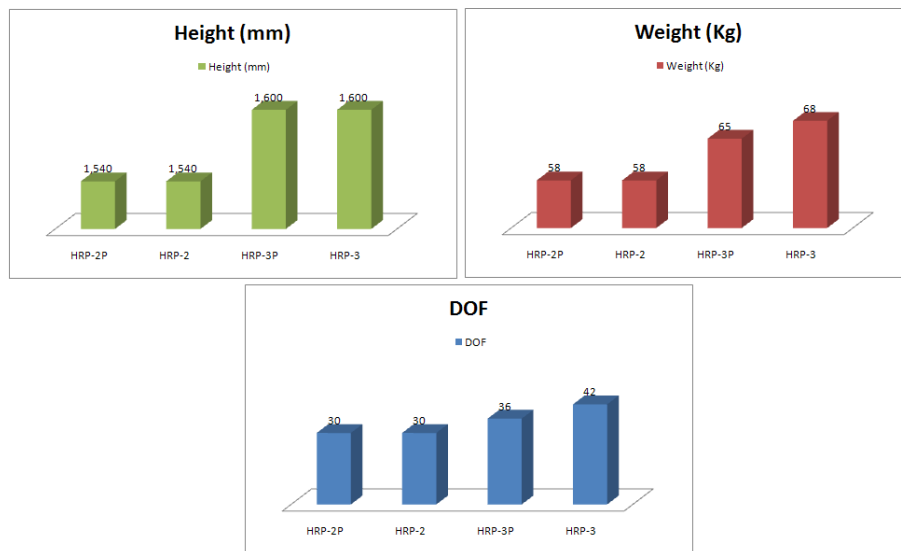 Height (mm)
Height (mm)
1,540 1,540 1,600 1,600
HRP-2P HRP-2 HRP-3P HRP-3
Weight (Kg)
Weight (Kg)
58 58 65 68
HRP-2P HRP-2 HRP-3P HRP-3
DOF
DOF
30 30 36 42
HRP-2P HRP-2 HRP-3P HRP-3